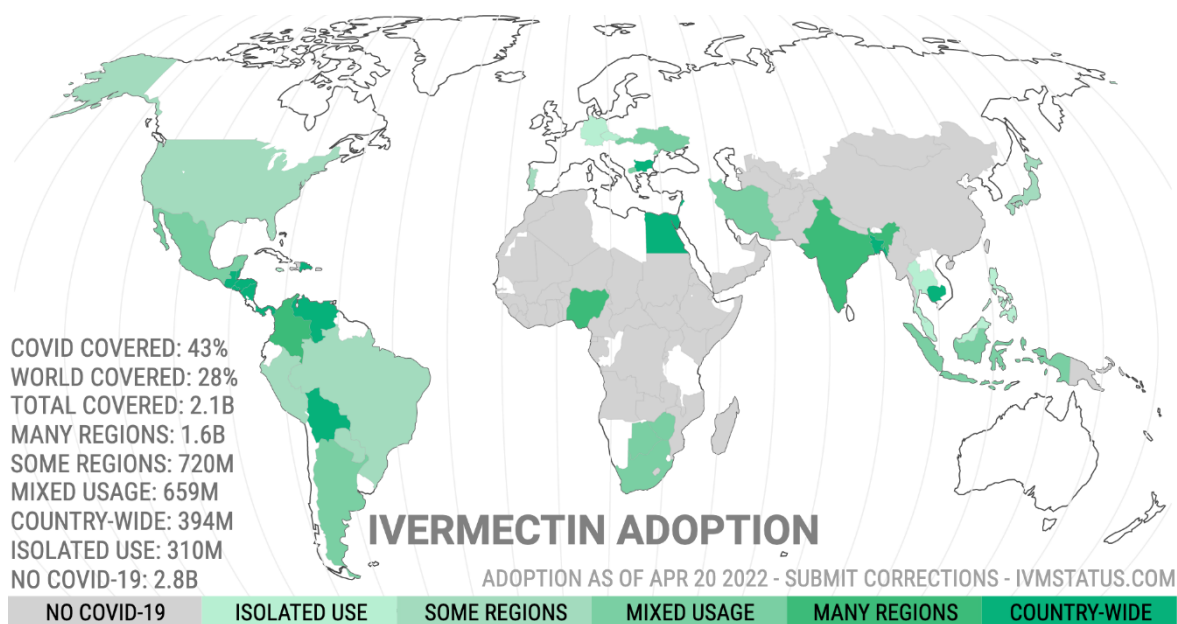 COVID COVERED: 43%
WORLD COVERED: 28%
TOTAL COVERED: 2.1B
MANY REGIONS: 1.6B
SOME REGIONS: 720M
MIXED USAGE: 659M
COUNTRY-WIDE: 394M
ISOLATED USE: 310M
NO COVID-19: 2.8B
IVERMECTIN ADOPTION
ADOPTION AS OF APR 20 2022 - SUBMIT CORRECTIONS - IVMSTATUS.COM
NO COVID-19 ISOLATED USE SOME REGIONS MIXED USAGE MANY REGIONS COUNTRY-WIDE